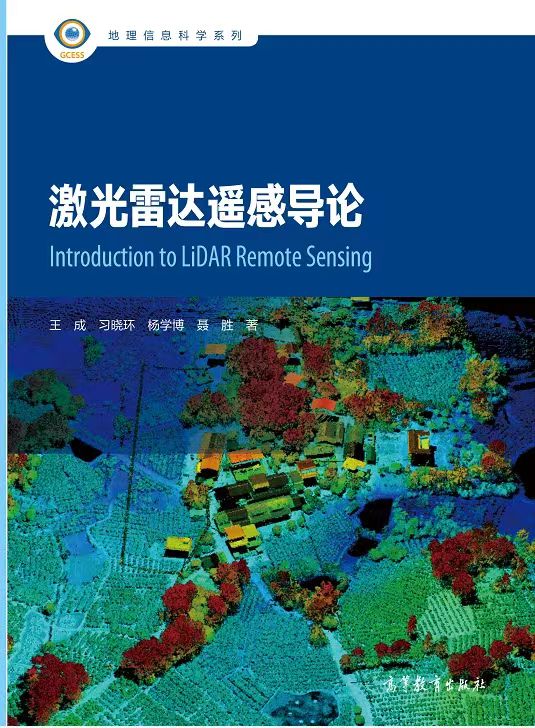 GCESS
地理信息科学系列
激光雷达遥感导论
Introduction to LiDAR Remote Sensing
王 成 习晓环 杨学博 聂 胜 著
高等教育出版社